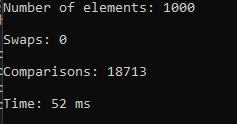 Number of elements: 1000
Swaps: 0
Comparisons: 18713
Time: 52 ms